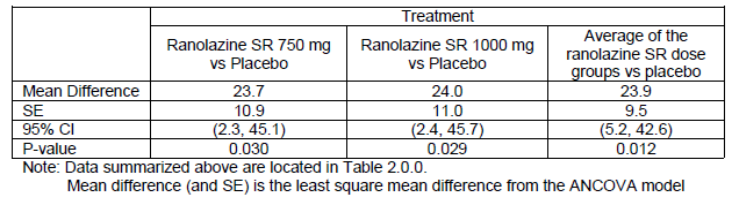 Treatment
Ranolazine SR 750 mg vs Placebo Ranolazine SR 1000 mg vs Placebo Average of the ranolazine SR dose groups vs placebo
Mean Difference 23.7 24.0 23.9
SE 10.9 11.0 9.5
95% CI (2.3, 45.1) (2.4, 45.7) (5.2, 42.6)
P-value 0.030 0.029 0.012
Note: Data summarized above are located in Table 2.0.0.
Mean difference (and SE) is the least square mean difference from the ANCOVA model